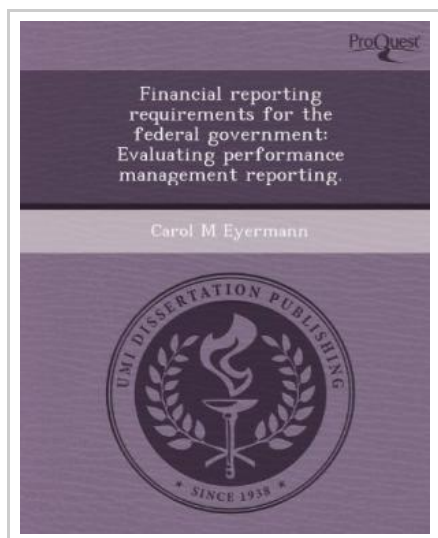 ProQuest
Financial reporting
requirements for the
federal government:
Evaluating performance
management reporting.
Carol M Eyermann
UMI DISSERTATION PUBLISHING
* SINCE 1938 *